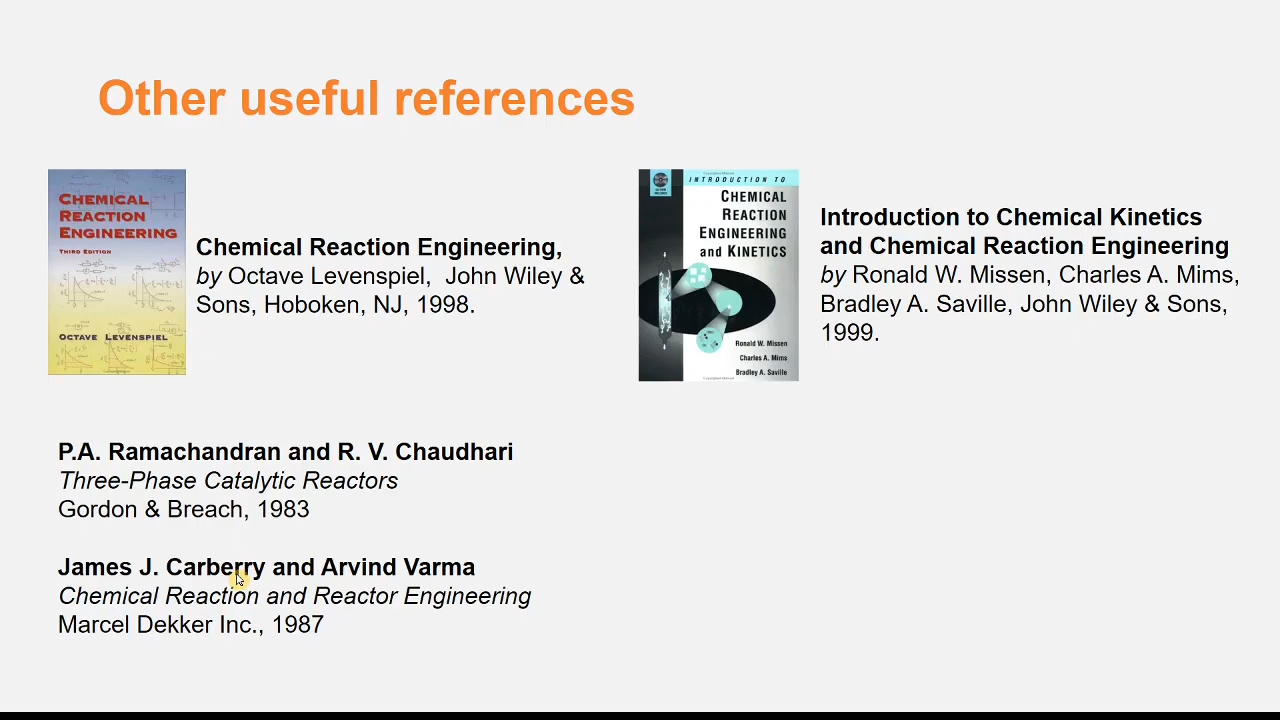 Other useful references
CHEMICAL
REACTION
ENGINEERING
THIRD EDITION
OCTAVE LEVENSPIEL
Chemical Reaction Engineering,
by Octave Levenspiel, John Wiley &
Sons, Hoboken, NJ, 1998.
INTRODUCTION TO
CHEMICAL
REACTION
ENGINEERING
and KINETICS
Ronald W. Missen
Charles A. Mims
Bradley A. Saville
Introduction to Chemical Kinetics
and Chemical Reaction Engineering
by Ronald W. Missen, Charles A. Mims,
Bradley A. Saville, John Wiley & Sons,
1999.
P.A. Ramachandran and R. V. Chaudhari
Three-Phase Catalytic Reactors
Gordon & Breach, 1983
James J. Carberry and Arvind Varma
Chemical Reaction and Reactor Engineering
Marcel Dekker Inc., 1987